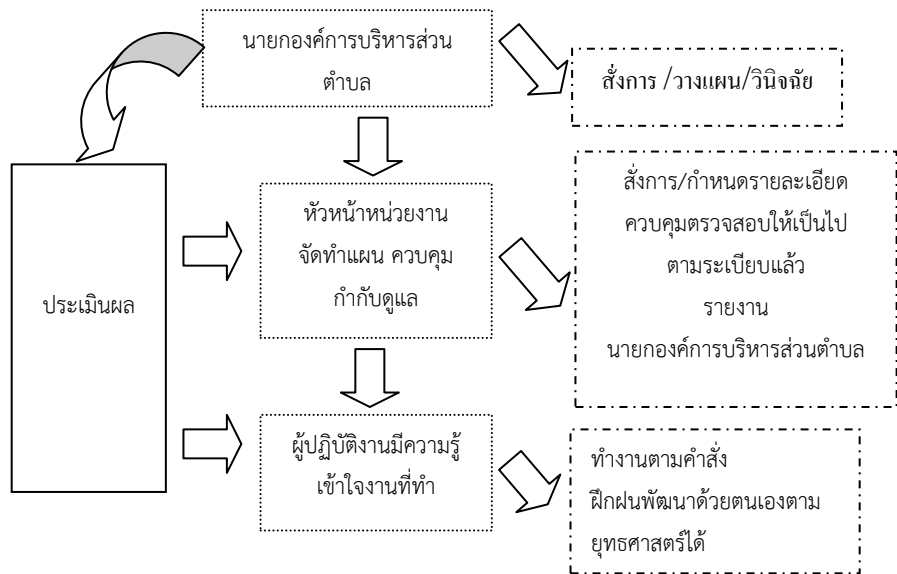 นายกองค์การบริหารส่วน
ตำบล
สั่งการ /วางแผน/วินิจฉัย
หัวหน้าหน่วยงาน
จัดทำแผน ควบคุม
กำกับดูแล
สั่งการ/กำหนดรายละเอียด
ควบคุมตรวจสอบให้เป็นไป
ตามระเบียบแล้ว
รายงาน
นายกองค์การบริหารส่วนตำบล
ประเมินผล
ผู้ปฏิบัติงานมีความรู้
เข้าใจงานที่ทำ
ทำงานตามคำสั่ง
ฝึกฝนพัฒนาด้วยตนเองตาม
ยุทธศาสตร์ได้